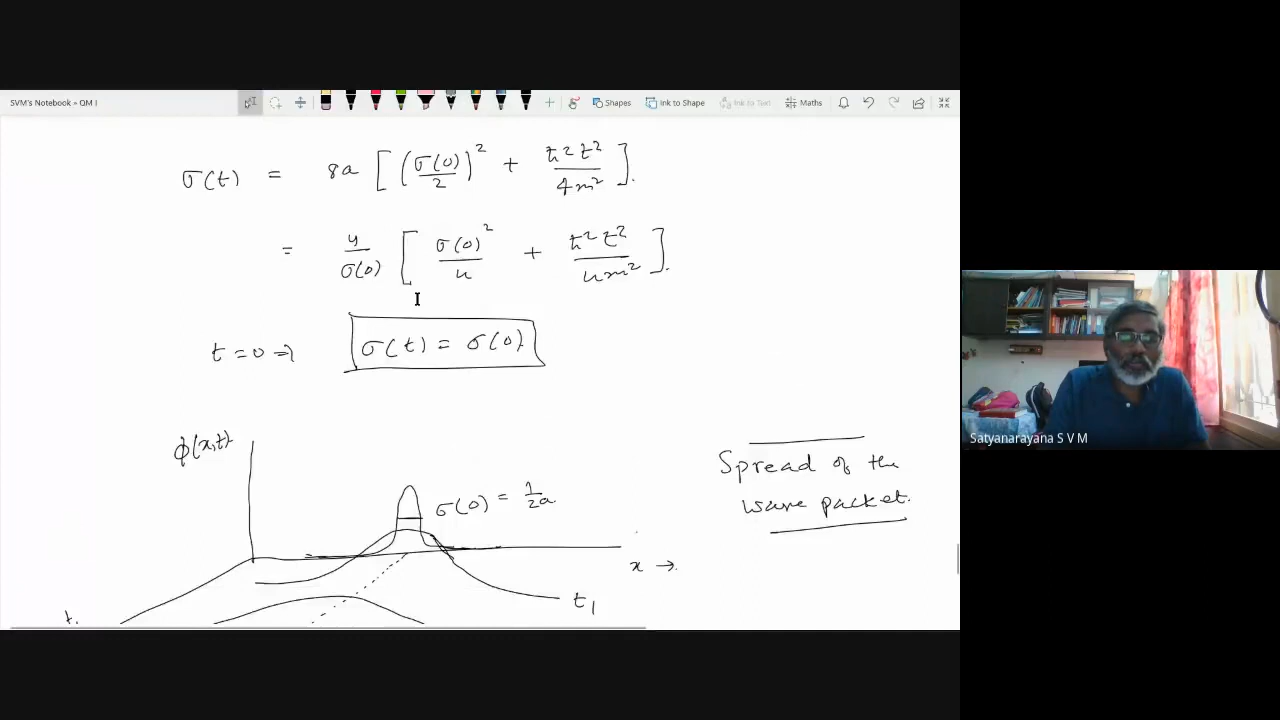 SVM's Notebook » QM I
Shapes
Ink to Shape
Ink to Text
Maths
σ(t) = 8a [ (σ(0)/2)² + ħ²t²/4m² ].
= 4/σ(0) [ σ(0)²/4 + ħ²t²/4m² ].
t = 0 ⇒ σ(t) = σ(0)
ϕ(x,t)
σ(0) = 1/2a
Spread of the
wave packet.
x →
t₁
t.
Satyanarayana S V M